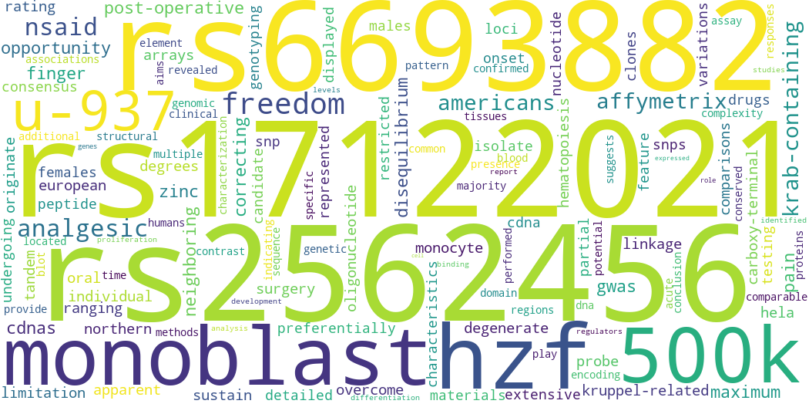 rating
post-operative
nsaid
opportunity
associations
element
arrays
aims
revealed
finger
consensus
rs6693882
genotyping
displayed
males
pattern
levels
loci
onset
confirmed
nucleotide
clones
variations
assay
responses
studies
u-937
genomic
clinical
freedom
disequilibrium
americans
tissues
affymetrix
drugs
complexity
krab-containing
additional
structural
genes
originate
females
european
peptide
multiple
degrees
zinc
rs17122021
characterization
correcting
snp
candidate
specific
represented
restricted
common
isolate
blood
presence
report
majority
hematopoiesis
suggests
feature
snps
expressed
role
comparisons
conserved
carboxy-terminal
identified
analgesic
humans
located
proliferation
undergoing
tandem
blot
oral
time
individual
provide
ranging
rs2562456
neighboring
contrast
indicating
sequence
genetic
surgery
development
oligonucleotide
monocyte
cell
binding
cdna
performed
domain
regions
partial
potential
dna
linkage
gwas
acute
conclusion
testing
pain
proteins
comparable
hela
cdnas
northern
methods
analysis
preferentially
characteristics
degenerate
play
regulators
monoblast
hzf
500k
probe
encoding
limitation
apparent
sustain
detailed
overcome
differentiation
materials
extensive
kruppel-related
maximum